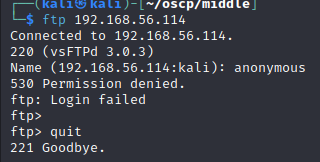 ┌──(kali㉿kali)-[~/oscp/middle]
└─$ ftp 192.168.56.114
Connected to 192.168.56.114.
220 (vsFTPd 3.0.3)
Name (192.168.56.114:kali): anonymous
530 Permission denied.
ftp: Login failed
ftp>
ftp> quit
221 Goodbye.